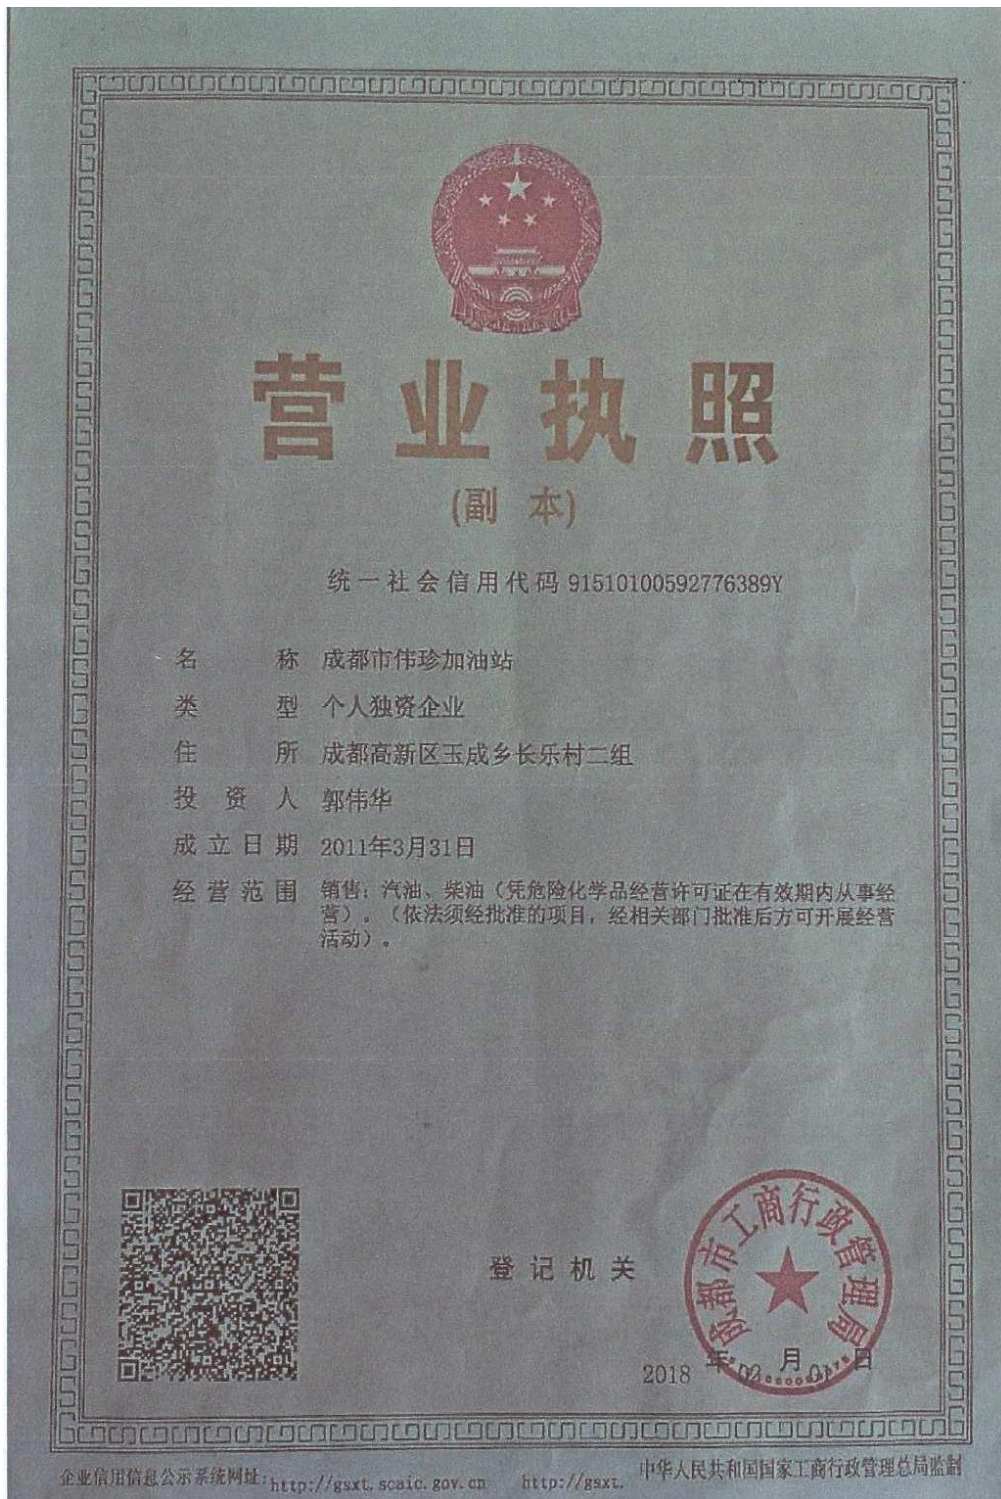 营业执照
(副 本)
统一社会信用代码 91510100592776389Y
名 称 成都市伟珍加油站
类 型 个人独资企业
住 所 成都高新区玉成乡长乐村二组
投 资 人 郭伟华
成立日期 2011年3月31日
经营范围 销售：汽油、柴油（凭危险化学品经营许可证在有效期内从事经
营）。（依法须经批准的项目，经相关部门批准后方可开展经营
活动）。
成都市工商行政管理局
登记机关
2018 年 02 月 01 日
企业信用信息公示系统网址: http://gsxt.scaic.gov.cn http://gsxt. 中华人民共和国国家工商行政管理总局监制